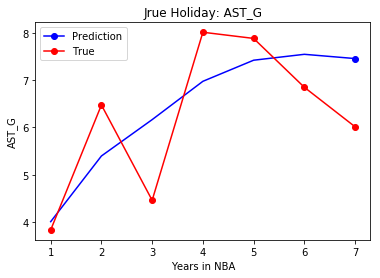 Jrue Holiday: AST_G
Prediction
True
8
7
6
5
4
AST_G
1 2 3 4 5 6 7
Years in NBA